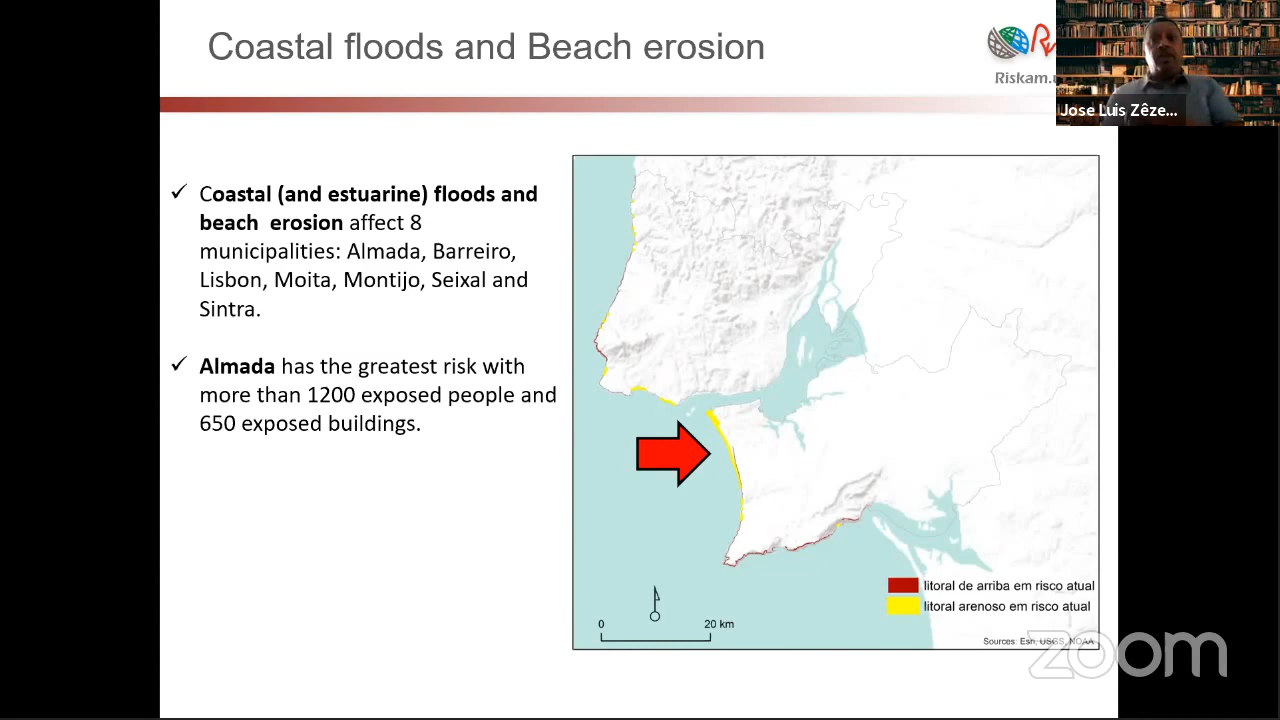 Coastal floods and Beach erosion
Riskam.
Jose Luis Zêze...
✓ Coastal (and estuarine) floods and
beach erosion affect 8
municipalities: Almada, Barreiro,
Lisbon, Moita, Montijo, Seixal and
Sintra.
✓ Almada has the greatest risk with
more than 1200 exposed people and
650 exposed buildings.
0 20 km
litoral de arriba em risco atual
litoral arenoso em risco atual
Sources: Esri, USGS, NOAA
zoom